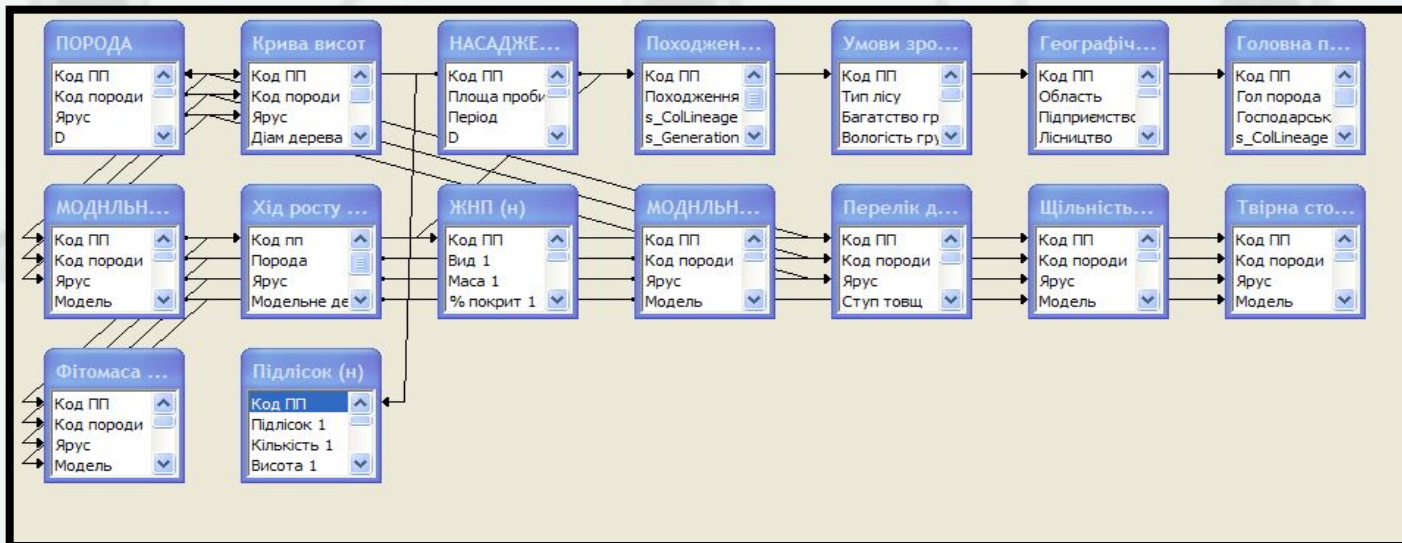 ПОРОДА
Код ПП
Код породи
Ярус
D
Крива висот
Код ПП
Код породи
Ярус
Діам дерева
НАСАДЖЕ...
Код ПП
Площа проби
Період
D
Походжен...
Код ПП
Походження
s_ColLineage
s_Generation
Умови зро...
Код ПП
Тип лісу
Багатство гр
Вологість гру
Географіч...
Код ПП
Область
Підприємство
Лісництво
Головна п...
Код ПП
Гол порода
Господарськ
s_ColLineage
МОДНЛЬН...
Код ПП
Код породи
Ярус
Модель
Хід росту ...
Код пп
Порода
Ярус
Модельне де
ЖНП (н)
Код ПП
Вид 1
Маса 1
% покрит 1
МОДНЛЬН...
Код ПП
Код породи
Ярус
Модель
Перелік д...
Код ПП
Код породи
Ярус
Ступ товщ
Щільність...
Код ПП
Код породи
Ярус
Модель
Твірна сто...
Код ПП
Код породи
Ярус
Модель
Фітомаса ...
Код ПП
Код породи
Ярус
Модель
Підлісок (н)
Код ПП
Підлісок 1
Кількість 1
Висота 1